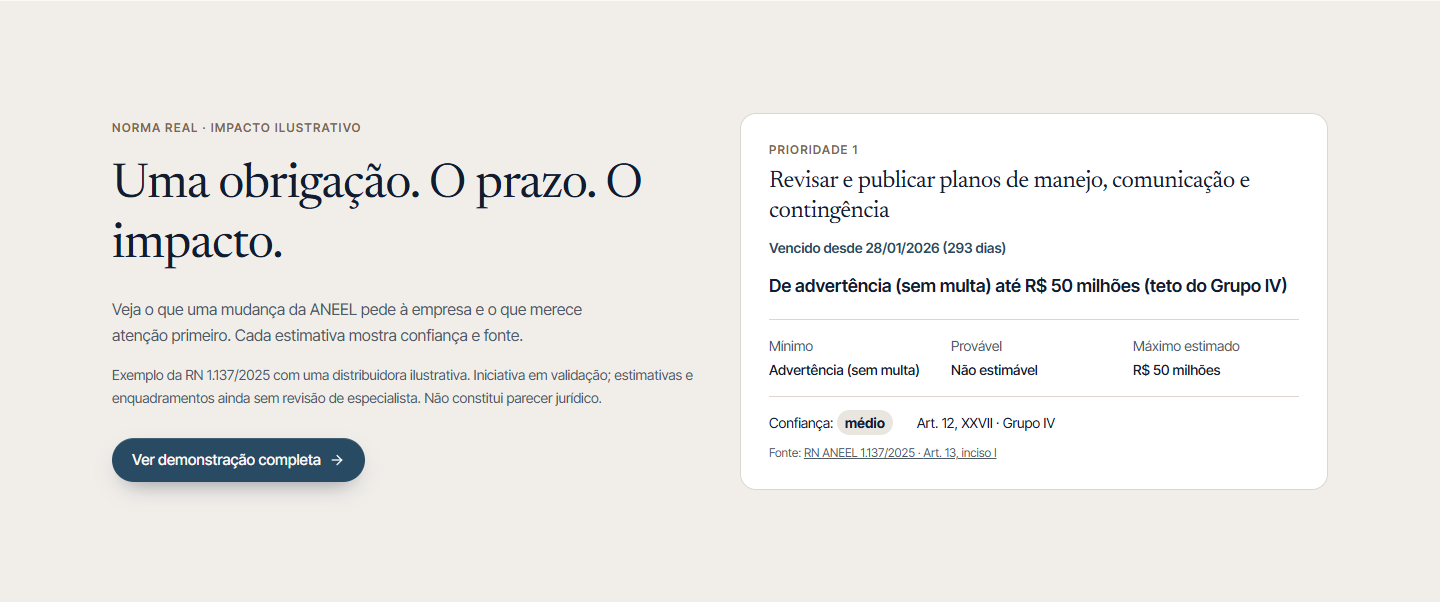 NORMA REAL · IMPACTO ILUSTRATIVO
Uma obrigação. O prazo. O
impacto.
Veja o que uma mudança da ANEEL pede à empresa e o que merece
atenção primeiro. Cada estimativa mostra confiança e fonte.
Exemplo da RN 1.137/2025 com uma distribuidora ilustrativa. Iniciativa em validação; estimativas e
enquadramentos ainda sem revisão de especialista. Não constitui parecer jurídico.
Ver demonstração completa →
PRIORIDADE 1
Revisar e publicar planos de manejo, comunicação e
contingência
Vencido desde 28/01/2026 (293 dias)
De advertência (sem multa) até R$ 50 milhões (teto do Grupo IV)
Mínimo Provável Máximo estimado
Advertência (sem multa) Não estimável R$ 50 milhões
Confiança: médio Art. 12, XXVII · Grupo IV
Fonte: RN ANEEL 1.137/2025 · Art. 13, inciso I